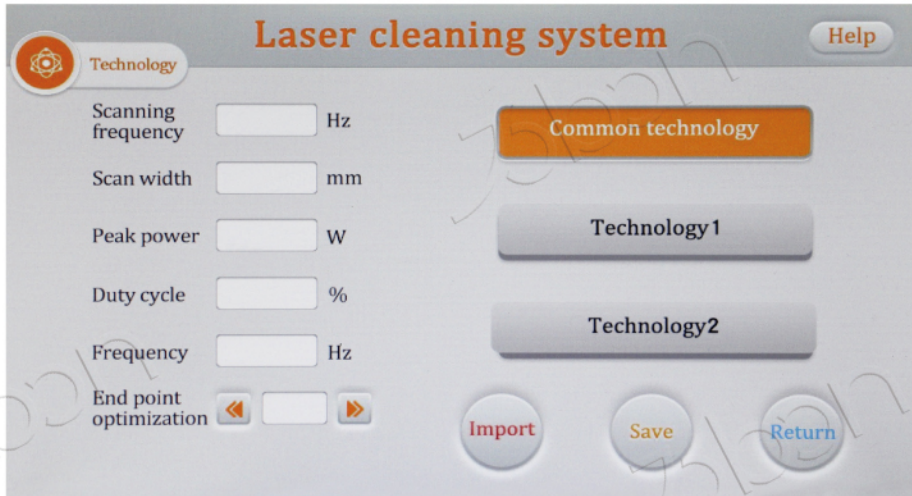 Laser cleaning system
Help
Technology
Scanning
frequency
Hz
Scan width
mm
Peak power
W
Duty cycle
%
Frequency
Hz
End point
optimization
Common technology
Technology1
Technology2
Import
Save
Return